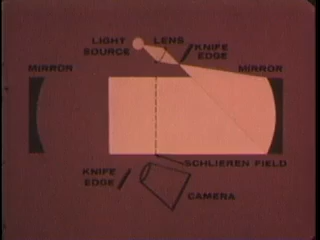 LIGHT
SOURCE
LENS
KNIFE
EDGE
MIRROR
MIRROR
SCHLIEREN FIELD
KNIFE
EDGE
CAMERA